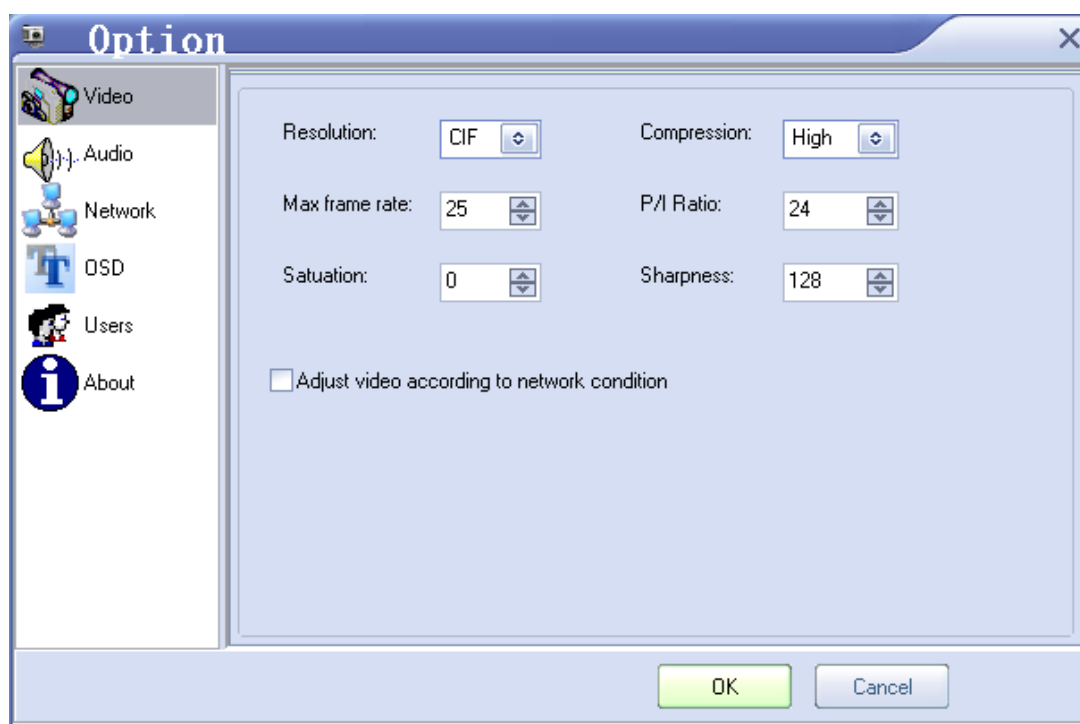 Option
Video
Audio
Network
OSD
Users
About
Resolution: CIF Compression: High
Max frame rate: 25 P/I Ratio: 24
Satuation: 0 Sharpness: 128
Adjust video according to network condition
OK Cancel